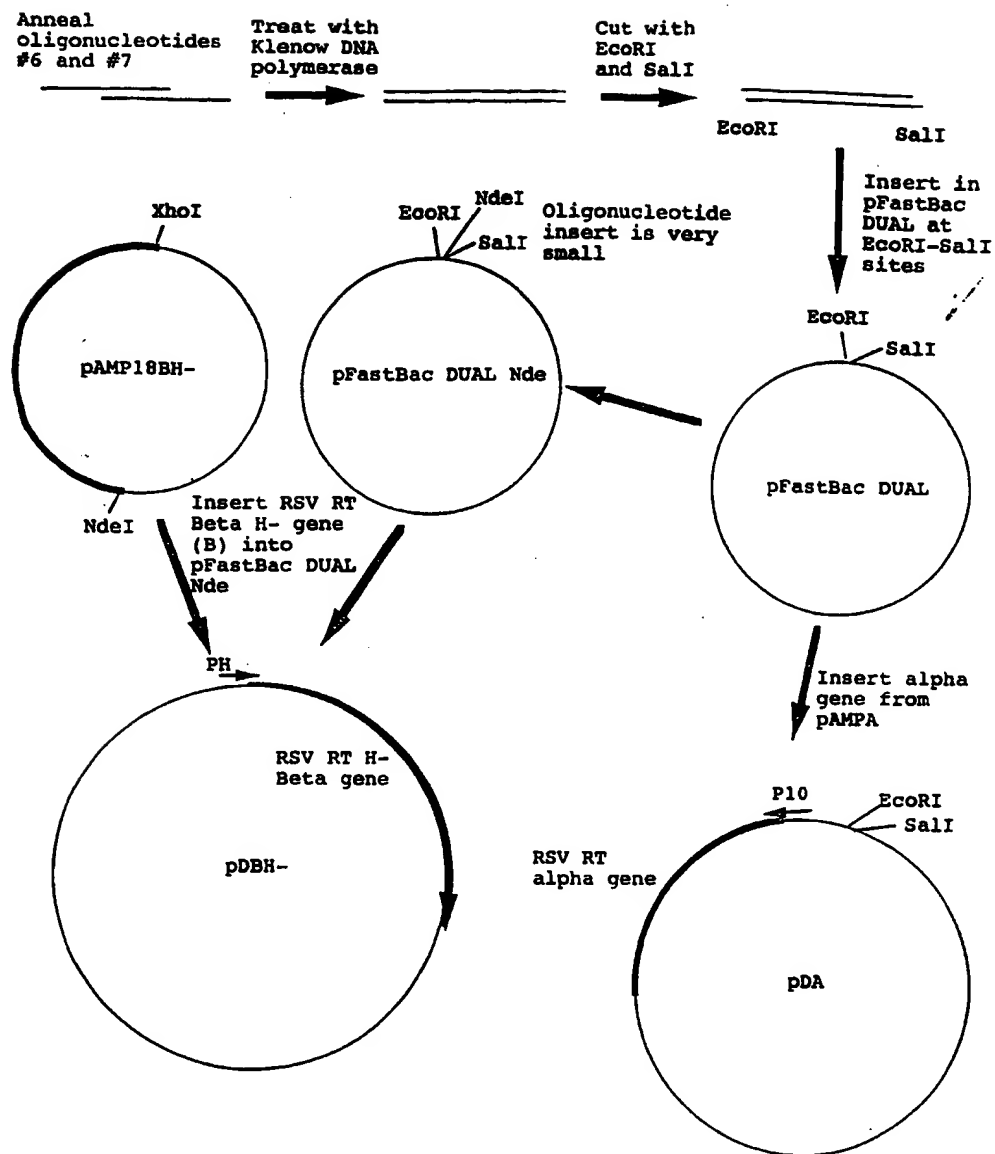 Anneal
oligonucleotides
#6 and #7
Treat with
Klenow DNA
polymerase
Cut with
EcoRI
and SalI
EcoRI
SalI
Insert in
pFastBac
DUAL at
EcoRI-SalI
sites
XhoI
pAMP18BH-
NdeI
EcoRI
NdeI
SalI
Oligonucleotide
insert is very
small
pFastBac DUAL Nde
EcoRI
SalI
pFastBac DUAL
Insert RSV RT
Beta H- gene
(B) into
pFastBac DUAL
Nde
PH
RSV RT H-
Beta gene
pDBH-
Insert alpha
gene from
pAMPA
P10
EcoRI
SalI
RSV RT
alpha gene
pDA